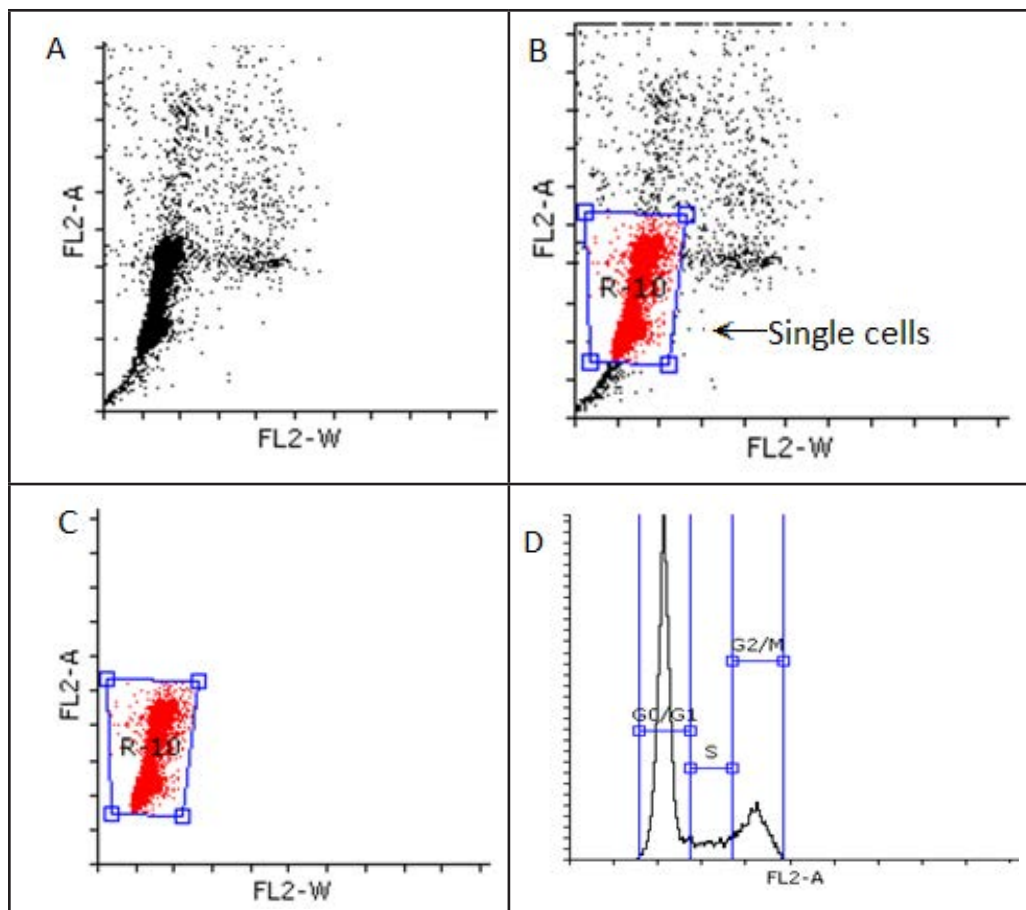 A
FL2-A
FL2-W
B
FL2-A
R-10
Single cells
FL2-W
C
FL2-A
R-10
FL2-W
D
G2/M
G0/G1
S
FL2-A